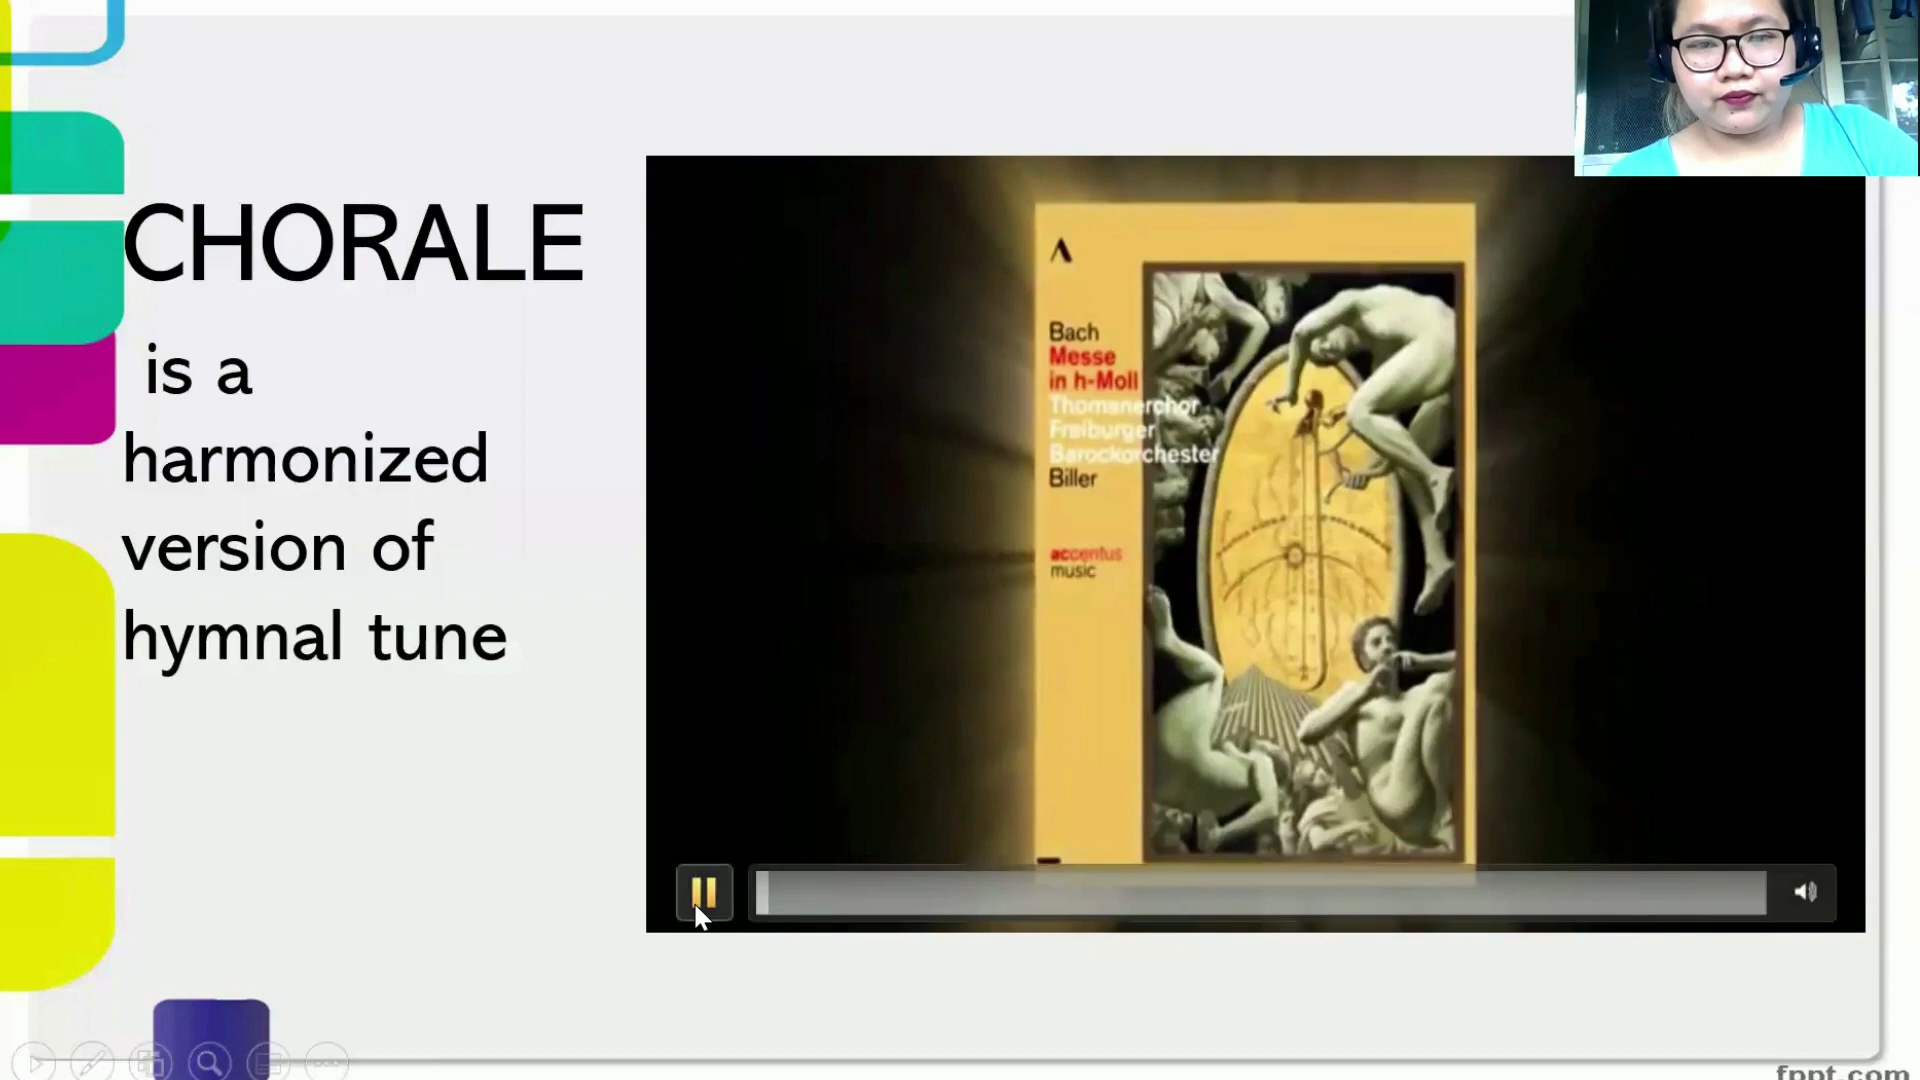 CHORALE
is a
harmonized
version of
hymnal tune
Bach
Messe
in h-Moll
Thomanerchor
Freiburger
Barockorchester
Biller
accentus
music
fppt.com